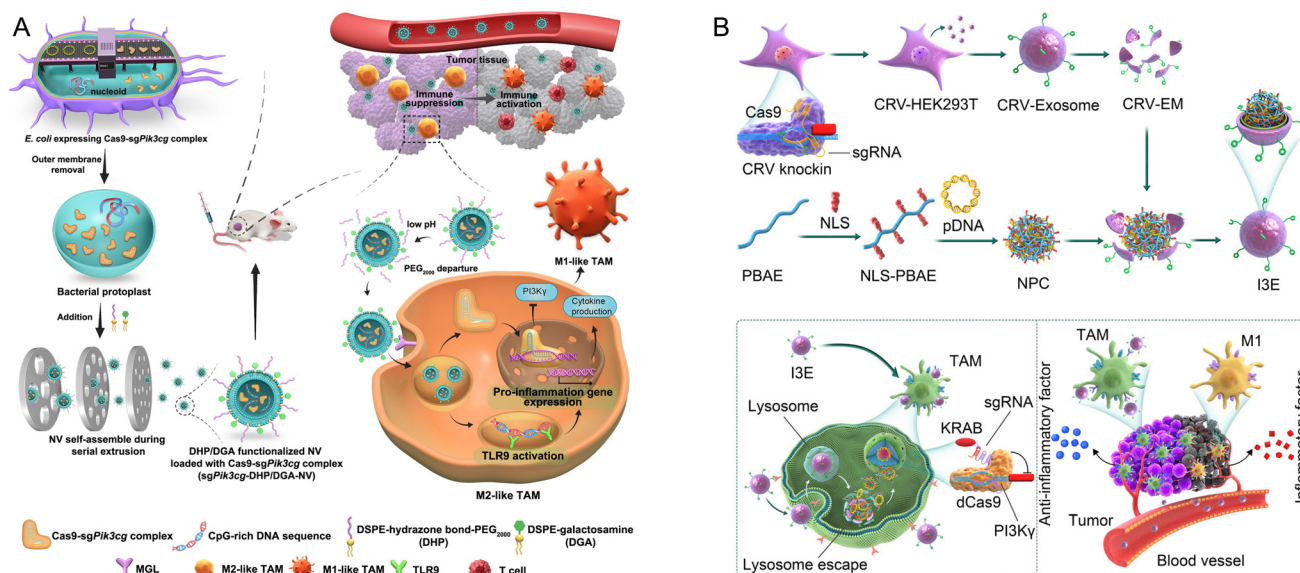 A
nucleoid
E. coli expressing Cas9-sgPik3cg complex
Outer membrane
removal
Bacterial protoplast
Addition
NV self-assemble during
serial extrusion
DHP/DGA functionalized NV
loaded with Cas9-sgPik3cg complex
(sgPik3cg-DHP/DGA-NV)
Tumor tissue
Immune
suppression
Immune
activation
low pH
PEG2000 departure
M1-like TAM
PI3Kγ
Cytokine
production
Pro-inflammation gene
expression
TLR9 activation
M2-like TAM
Cas9-sgPik3cg complex
CpG-rich DNA sequence
DSPE-hydrazone bond-PEG2000
(DHP)
DSPE-galactosamine
(DGA)
MGL
M2-like TAM
M1-like TAM
TLR9
T cell
B
CRV-HEK293T
CRV-Exosome
CRV-EM
Cas9
sgRNA
CRV knockin
NLS
pDNA
PBAE
NLS-PBAE
NPC
I3E
I3E
TAM
Lysosome
sgRNA
KRAB
dCas9
PI3Kγ
Lysosome escape
Anti-inflammatory factor
TAM
M1
Tumor
Blood vessel
Inflammatory factor